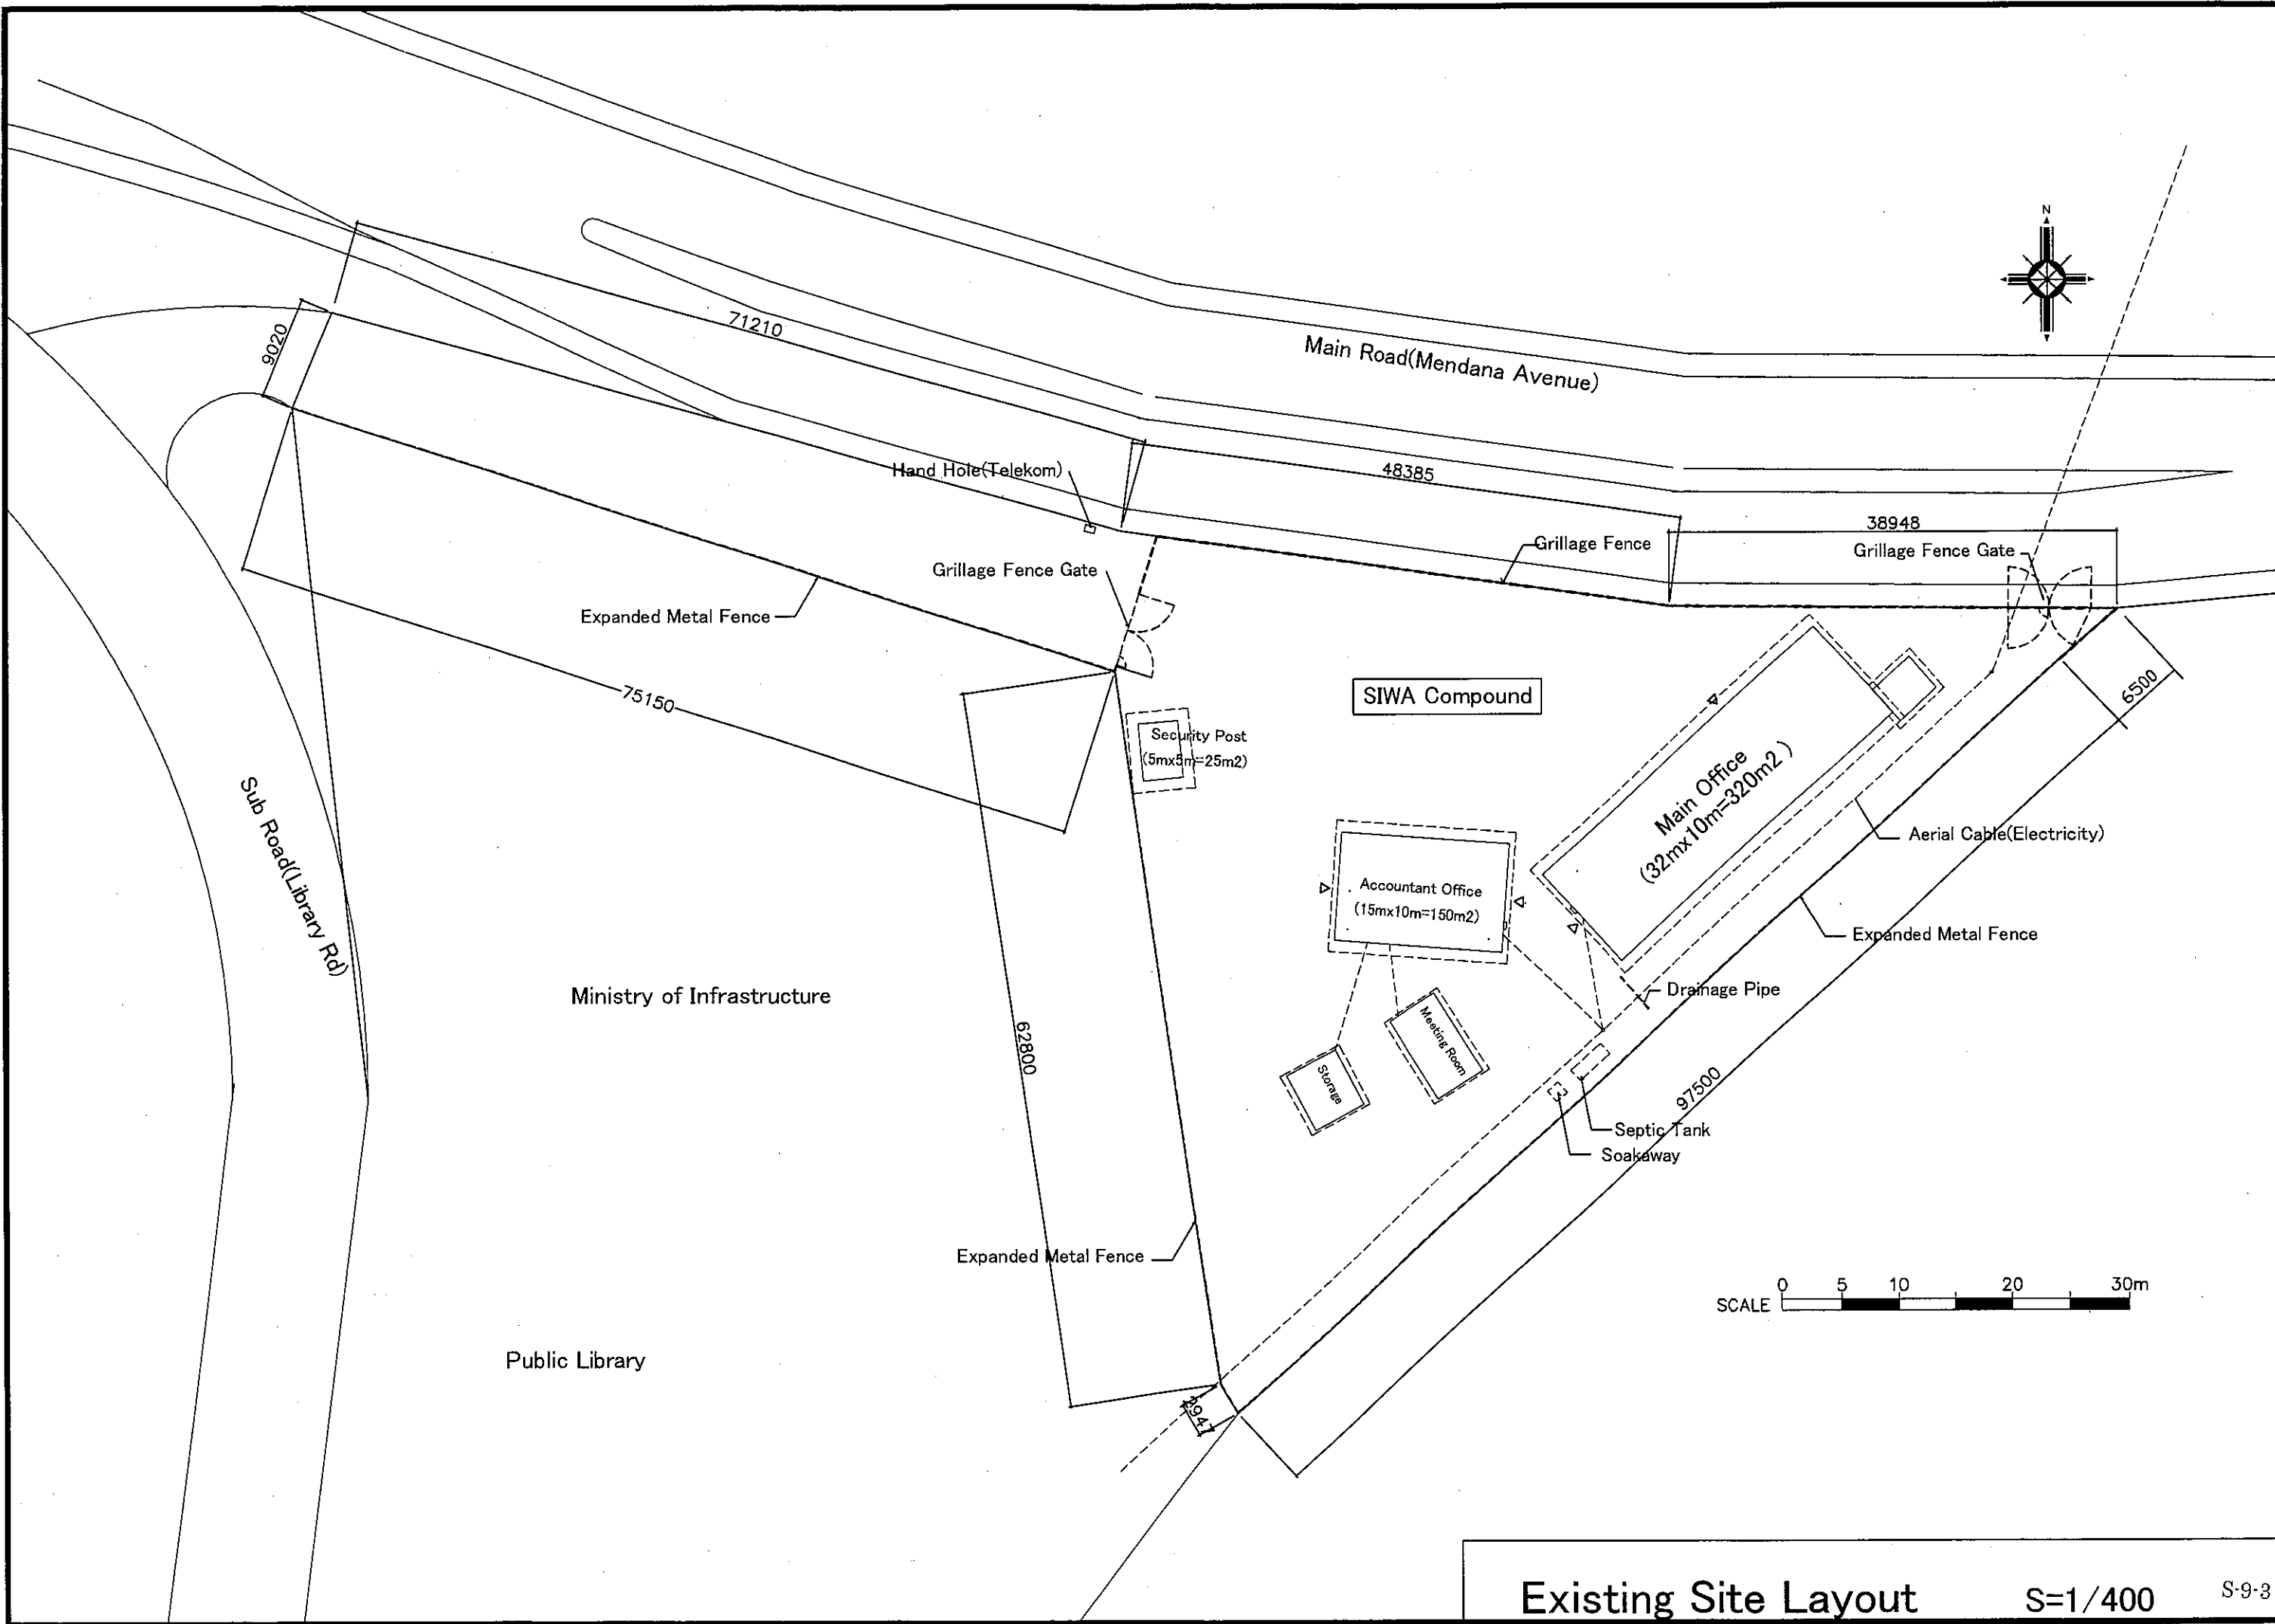 N
9020
71210
Main Road(Mendana Avenue)
Hand Hole(Telekom)
48385
38948
Grillage Fence
Grillage Fence Gate
Grillage Fence Gate
Expanded Metal Fence
75150
SIWA Compound
6500
Security Post
(5mx5m=25m2)
Main Office
(32mx10m=320m2 )
Sub Road(Library Rd)
Aerial Cable(Electricity)
Accountant Office
(15mx10m=150m2)
Expanded Metal Fence
Ministry of Infrastructure
Drainage Pipe
62800
Meeting Room
Storage
97500
Septic Tank
Soakaway
Expanded Metal Fence
0 5 10 20 30m
SCALE
Public Library
2947
Existing Site Layout S=1/400 S-9-3